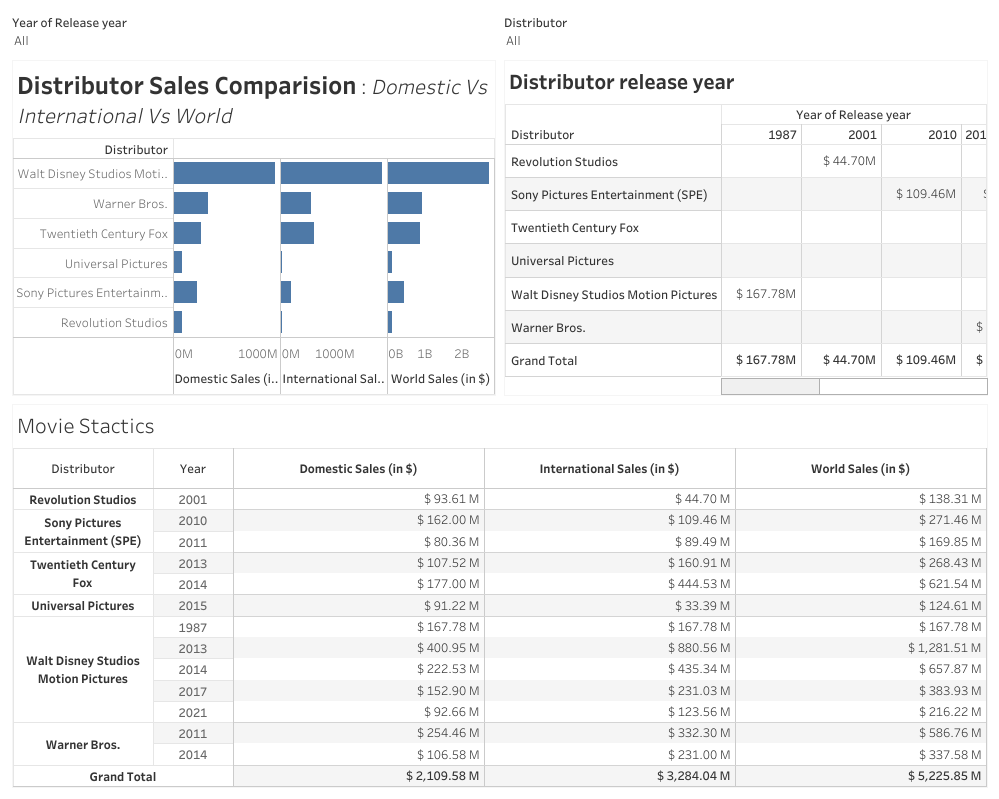 Year of Release year
All
Distributor
All
Distributor Sales Comparision : Domestic Vs
International Vs World
Distributor
Walt Disney Studios Moti..
Warner Bros.
Twentieth Century Fox
Universal Pictures
Sony Pictures Entertainm..
Revolution Studios
0M 1000M 0M 1000M 0B 1B 2B
Domestic Sales (i.. International Sal.. World Sales (in $)
Distributor release year
Year of Release year
Distributor 1987 2001 2010 201
Revolution Studios $ 44.70M
Sony Pictures Entertainment (SPE) $ 109.46M
Twentieth Century Fox
Universal Pictures
Walt Disney Studios Motion Pictures $ 167.78M
Warner Bros. $
Grand Total $ 167.78M $ 44.70M $ 109.46M $
Movie Stactics
Distributor Year Domestic Sales (in $) International Sales (in $) World Sales (in $)
Revolution Studios 2001 $ 93.61 M $ 44.70 M $ 138.31 M
Sony Pictures
Entertainment (SPE)
2010 $ 162.00 M $ 109.46 M $ 271.46 M
2011 $ 80.36 M $ 89.49 M $ 169.85 M
Twentieth Century
Fox
2013 $ 107.52 M $ 160.91 M $ 268.43 M
2014 $ 177.00 M $ 444.53 M $ 621.54 M
Universal Pictures 2015 $ 91.22 M $ 33.39 M $ 124.61 M
Walt Disney Studios
Motion Pictures
1987 $ 167.78 M $ 167.78 M $ 167.78 M
2013 $ 400.95 M $ 880.56 M $ 1,281.51 M
2014 $ 222.53 M $ 435.34 M $ 657.87 M
2017 $ 152.90 M $ 231.03 M $ 383.93 M
2021 $ 92.66 M $ 123.56 M $ 216.22 M
Warner Bros.
2011 $ 254.46 M $ 332.30 M $ 586.76 M
2014 $ 106.58 M $ 231.00 M $ 337.58 M
Grand Total $ 2,109.58 M $ 3,284.04 M $ 5,225.85 M